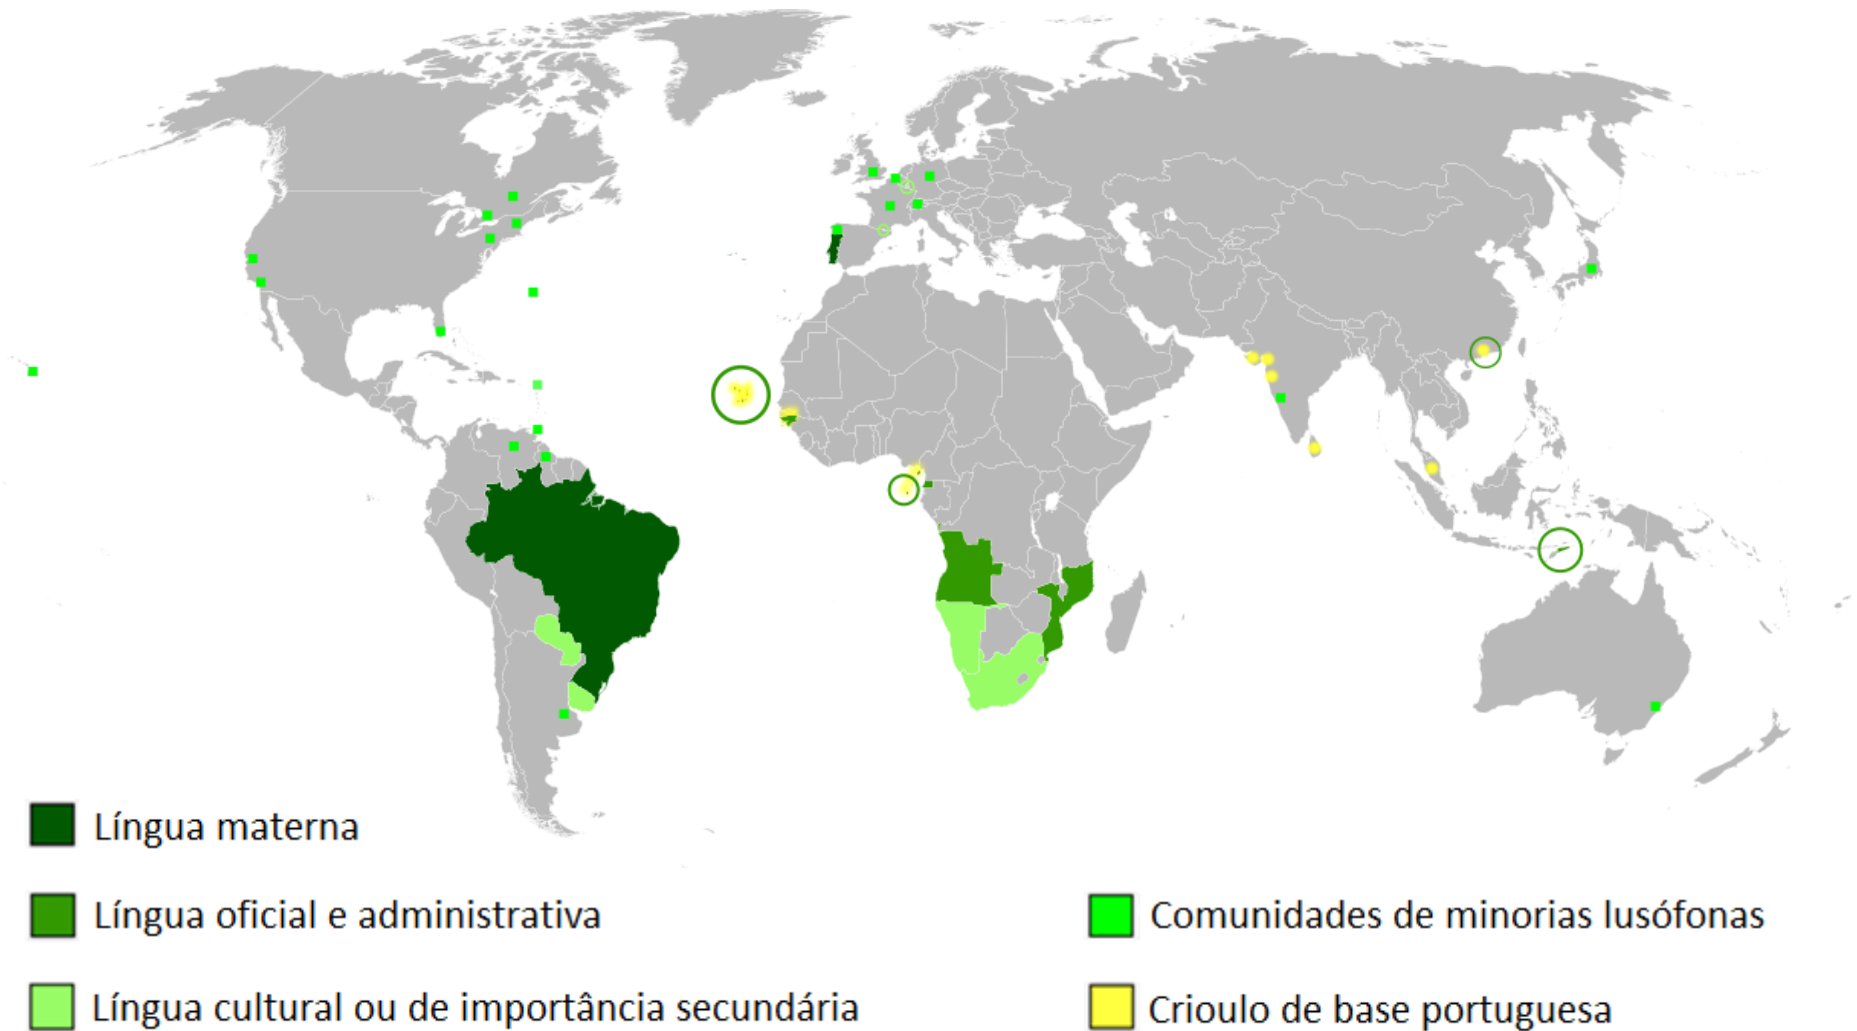 Língua materna
Língua oficial e administrativa
Língua cultural ou de importância secundária
Comunidades de minorias lusófonas
Crioulo de base portuguesa